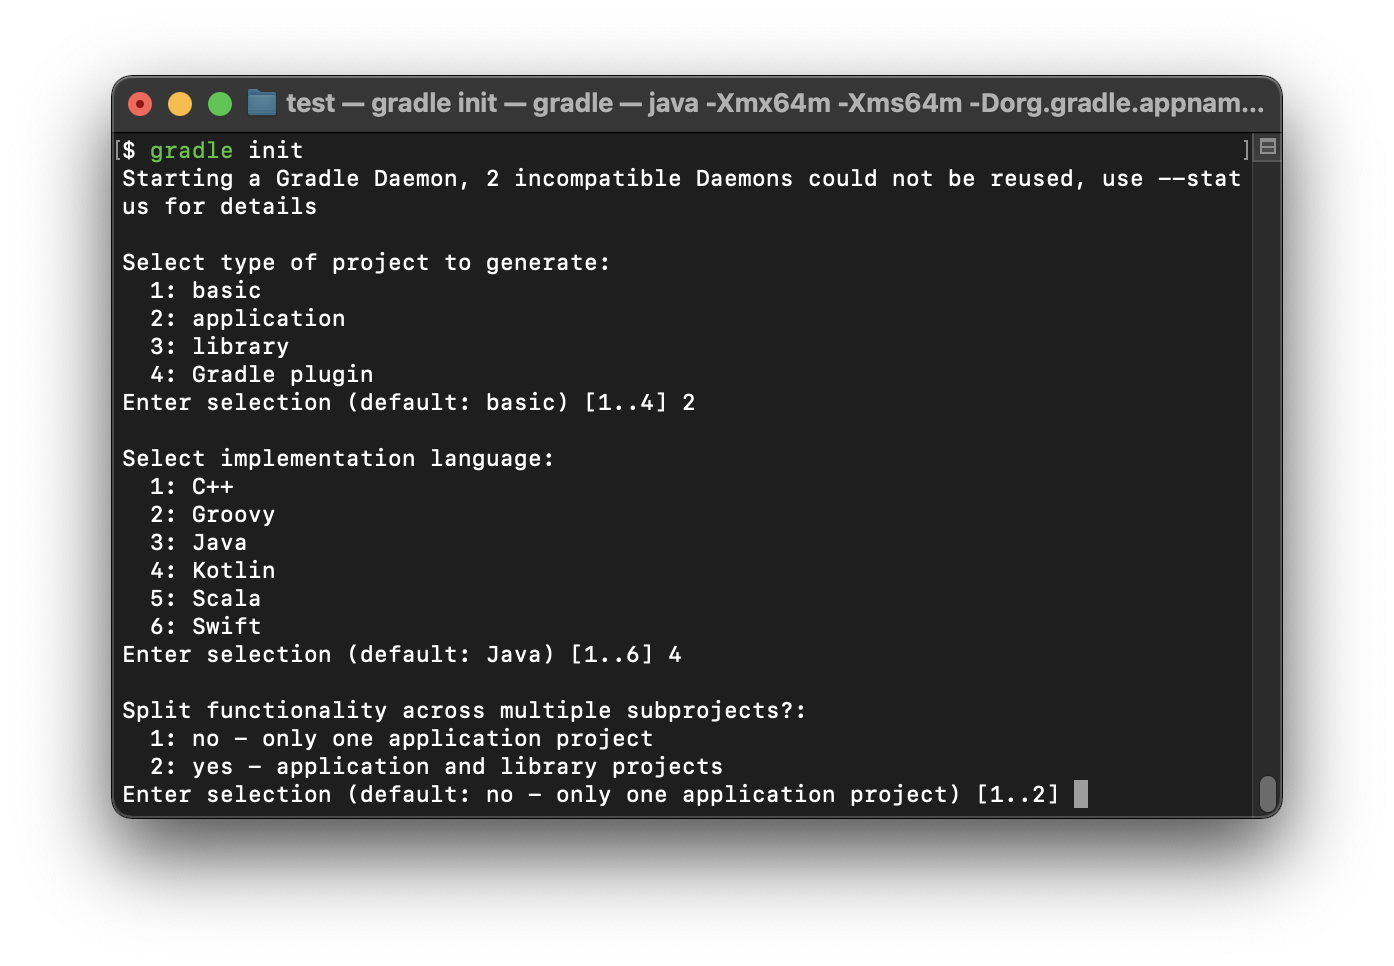 test — gradle init — gradle — java -Xmx64m -Xms64m -Dorg.gradle.appnam...
[$ gradle init ]
Starting a Gradle Daemon, 2 incompatible Daemons could not be reused, use --stat
us for details
Select type of project to generate:
1: basic
2: application
3: library
4: Gradle plugin
Enter selection (default: basic) [1..4] 2
Select implementation language:
1: C++
2: Groovy
3: Java
4: Kotlin
5: Scala
6: Swift
Enter selection (default: Java) [1..6] 4
Split functionality across multiple subprojects?:
1: no - only one application project
2: yes - application and library projects
Enter selection (default: no - only one application project) [1..2]